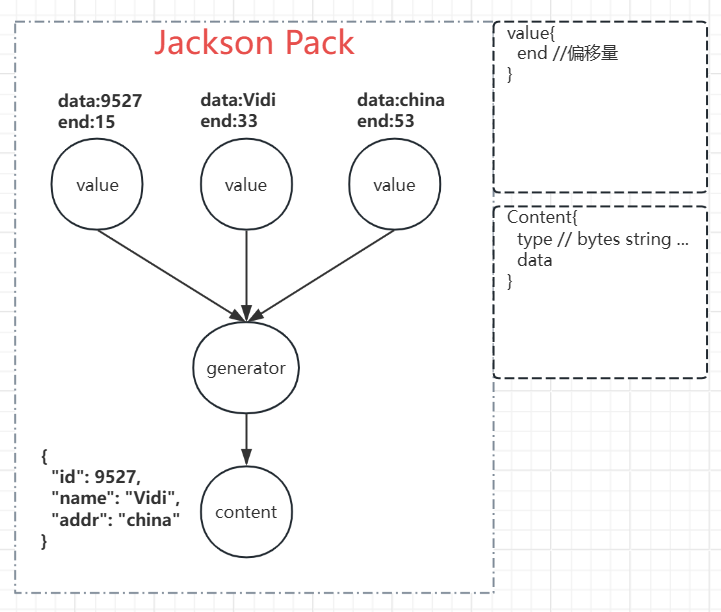 Jackson Pack
data:9527
end:15
data:Vidi
end:33
data:china
end:53
value
value
value
generator
{
"id": 9527,
"name": "Vidi",
"addr": "china"
}
content
value{
end //偏移量
}
Content{
type // bytes string ...
data
}